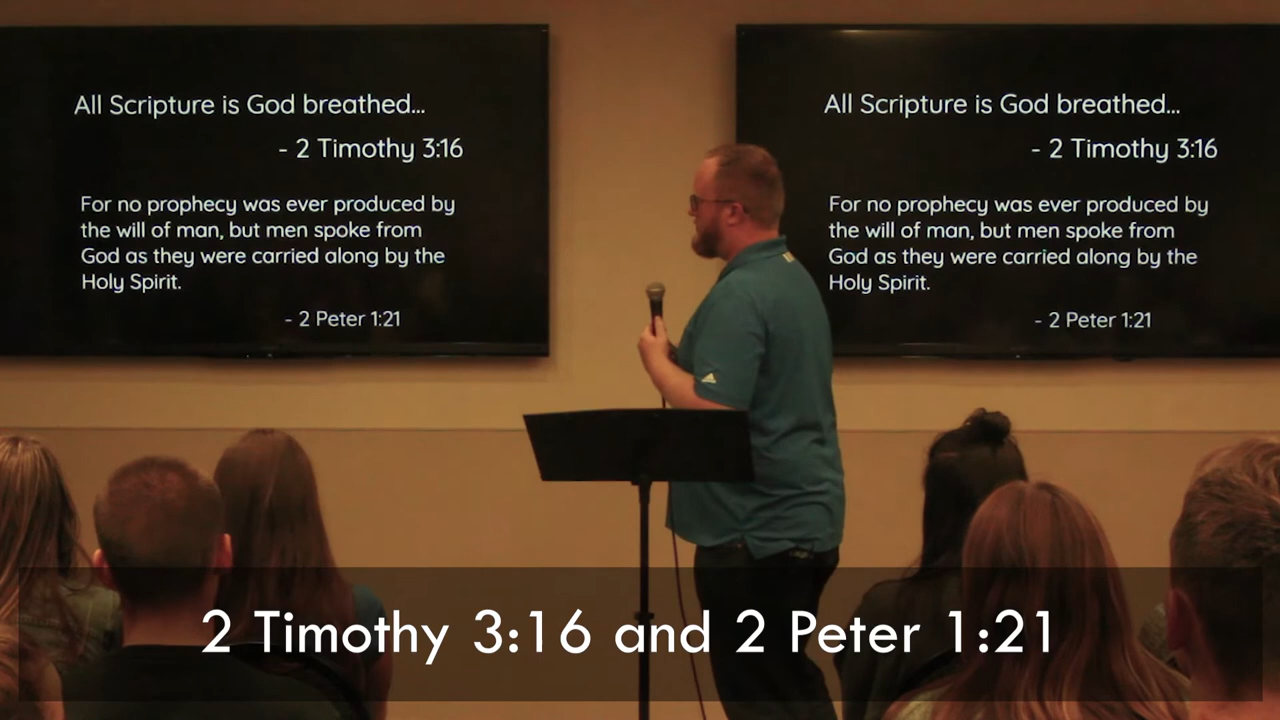 All Scripture is God breathed...
- 2 Timothy 3:16
For no prophecy was ever produced by
the will of man, but men spoke from
God as they were carried along by the
Holy Spirit.
- 2 Peter 1:21
All Scripture is God breathed...
- 2 Timothy 3:16
For no prophecy was ever produced by
the will of man, but men spoke from
God as they were carried along by the
Holy Spirit.
- 2 Peter 1:21
2 Timothy 3:16 and 2 Peter 1:21